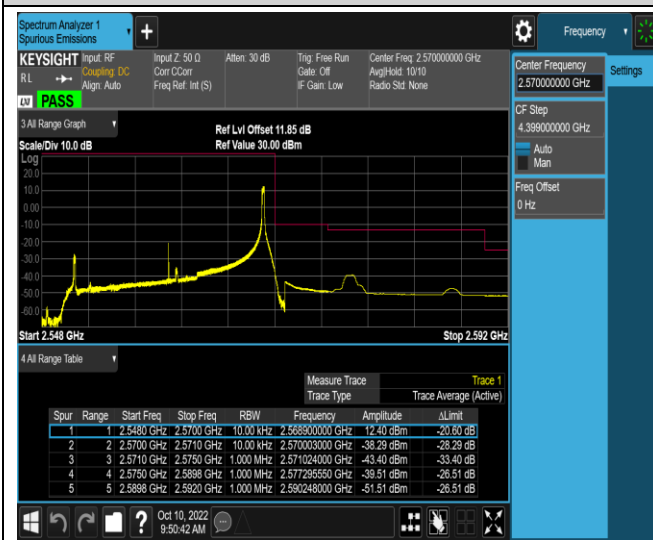 Spectrum Analyzer 1
Spurious Emissions
Frequency
KEYSIGHT Input: RF Input Z: 50 Ω Atten: 30 dB Trig: Free Run Center Freq: 2.570000000 GHz
RL Coupling: DC Corr CCorr Gate: Off Avg|Hold: 10/10
Align: Auto Freq Ref: Int (S) IF Gain: Low Radio Std: None
LXI PASS
Center Frequency
2.570000000 GHz
Settings
CF Step
4.399000000 GHz
Auto
Man
Freq Offset
0 Hz
3 All Range Graph
Ref Lvl Offset 11.85 dB
Scale/Div 10.0 dB Ref Value 30.00 dBm
Log
20.0
10.0
0.00
-10.0
-20.0
-30.0
-40.0
-50.0
-60.0
Start 2.548 GHz Stop 2.592 GHz
4 All Range Table
Measure Trace Trace 1
Trace Type Trace Average (Active)
Spur Range Start Freq Stop Freq RBW Frequency Amplitude ΔLimit
1 1 2.5480 GHz 2.5700 GHz 10.00 kHz 2.568900000 GHz 12.40 dBm -20.60 dB
2 2 2.5700 GHz 2.5710 GHz 10.00 kHz 2.570003000 GHz -38.29 dBm -28.29 dB
3 3 2.5710 GHz 2.5750 GHz 1.000 MHz 2.571024000 GHz -43.40 dBm -33.40 dB
4 4 2.5750 GHz 2.5898 GHz 1.000 MHz 2.577295550 GHz -39.51 dBm -26.51 dB
5 5 2.5898 GHz 2.5920 GHz 1.000 MHz 2.590248000 GHz -51.51 dBm -26.51 dB
Oct 10, 2022
9:50:42 AM